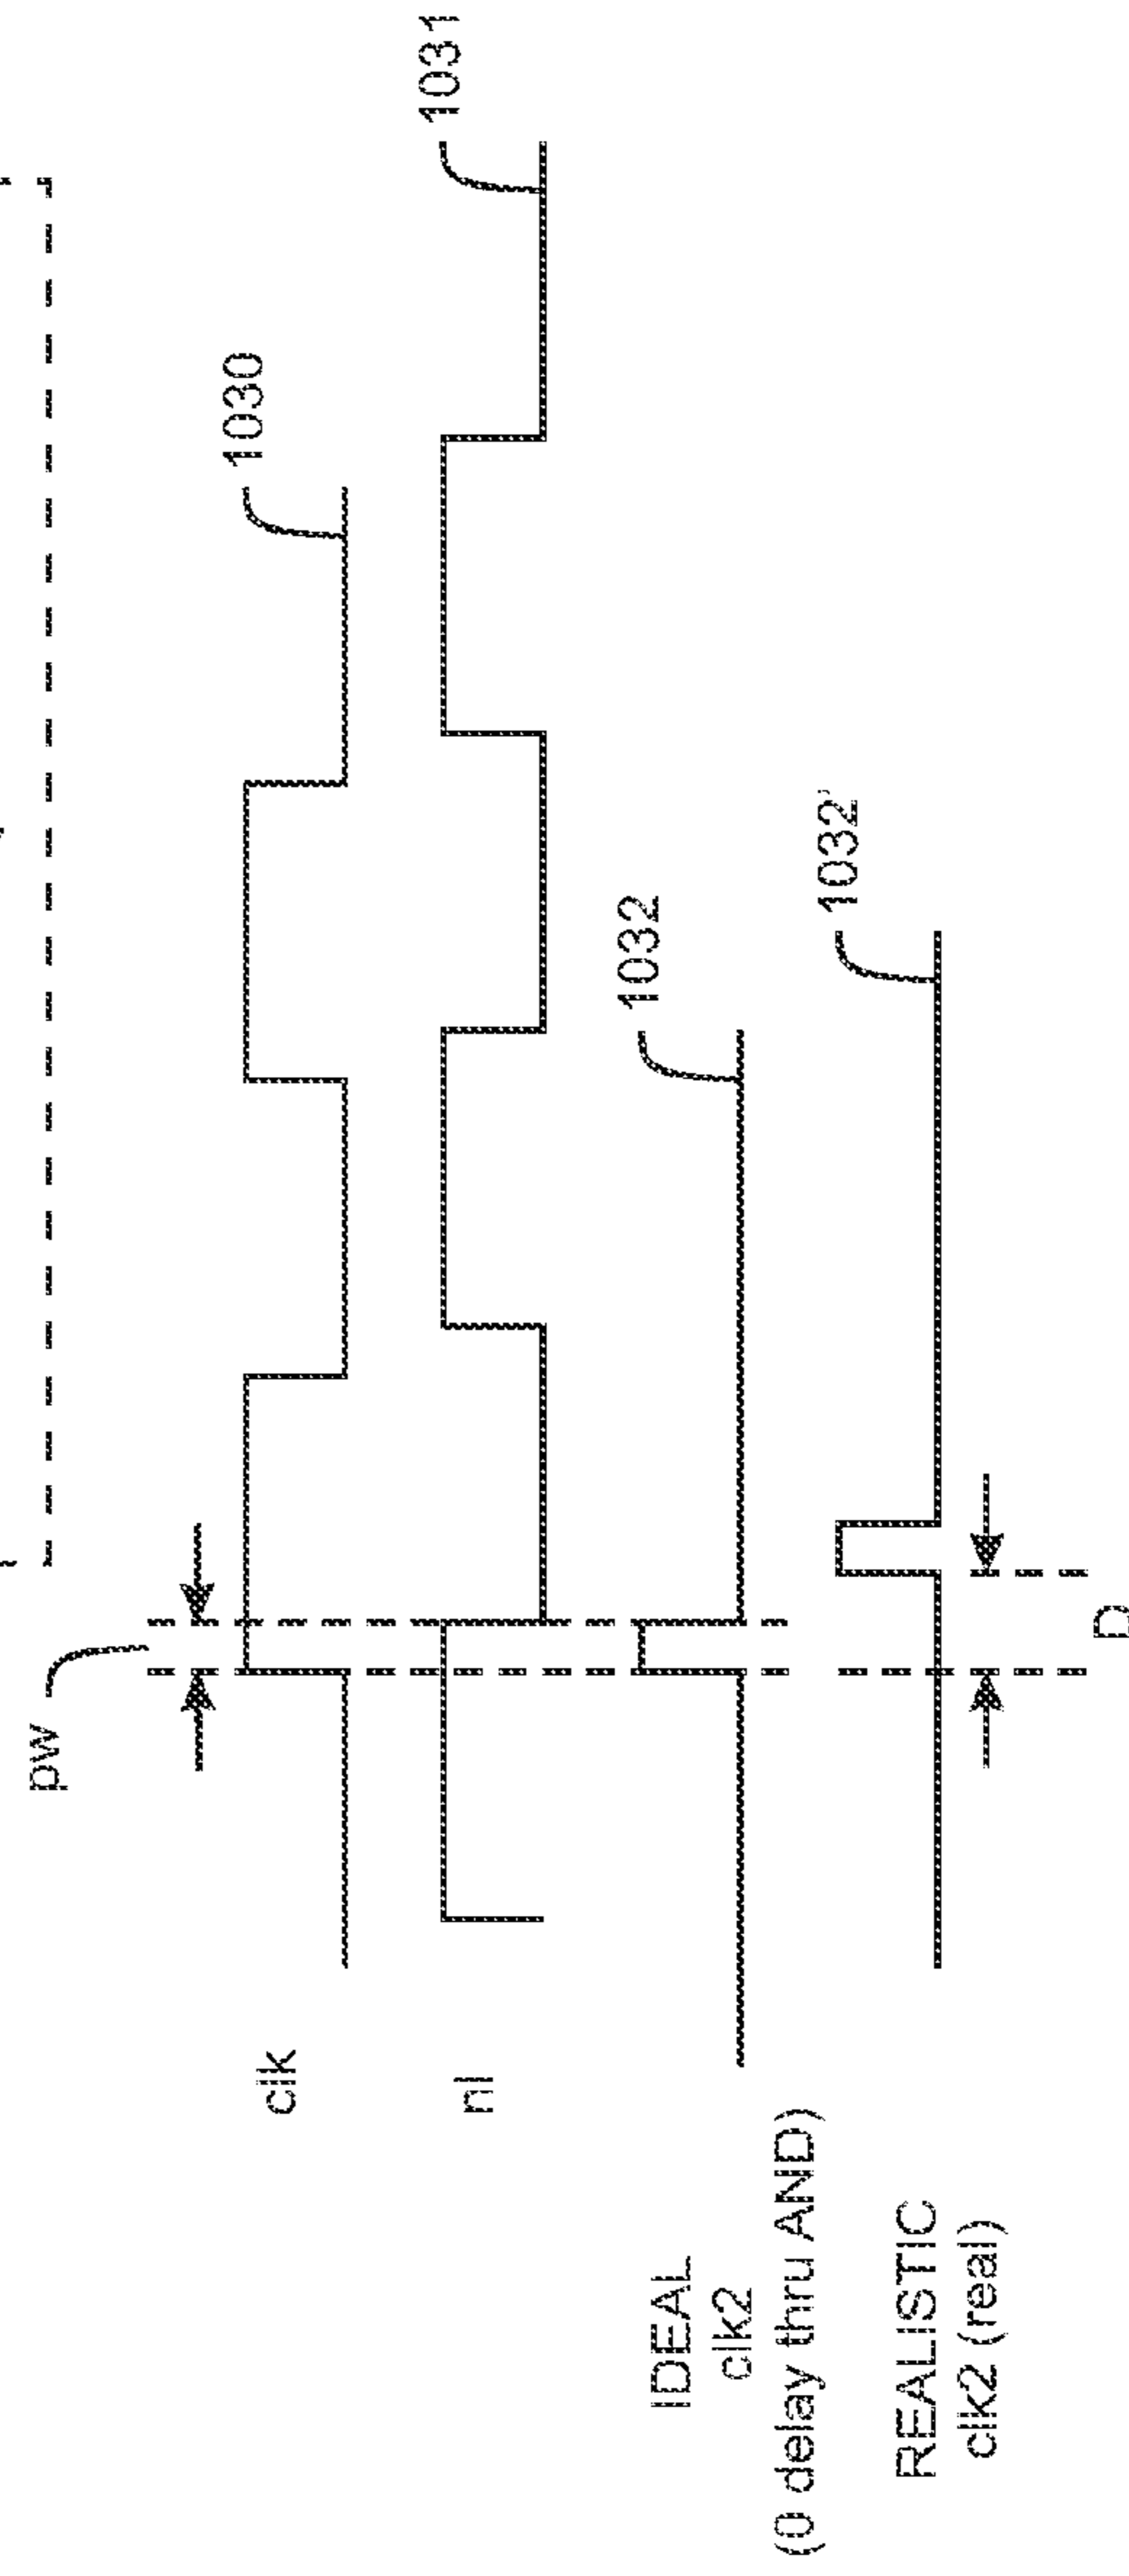 pw
clk
1030
nl
1031
IDEAL
clk2
(0 delay thru AND)
1032
REALISTIC
clk2 (real)
1032'
D